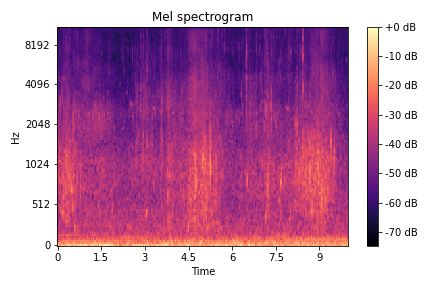 Mel spectrogram
8192
4096
2048
1024
512
0
Hz
0 1.5 3 4.5 6 7.5 9
Time
+0 dB
-10 dB
-20 dB
-30 dB
-40 dB
-50 dB
-60 dB
-70 dB